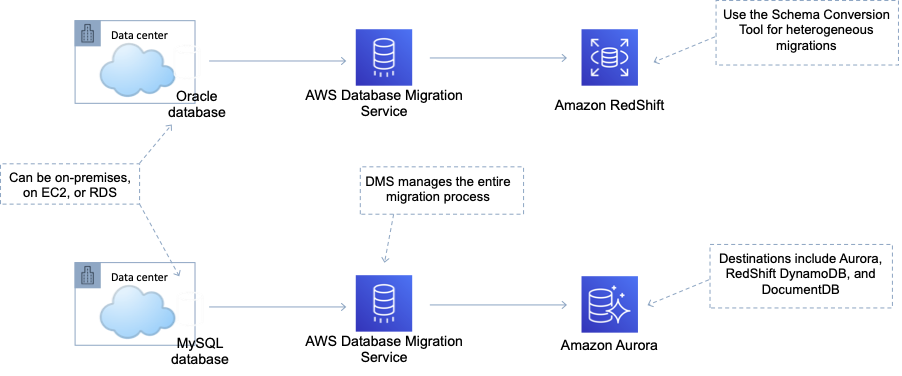 Data center
Oracle
database
AWS Database Migration
Service
Amazon RedShift
Use the Schema Conversion
Tool for heterogeneous
migrations
Can be on-premises,
on EC2, or RDS
DMS manages the entire
migration process
Data center
MySQL
database
AWS Database Migration
Service
Amazon Aurora
Destinations include Aurora,
RedShift DynamoDB, and
DocumentDB